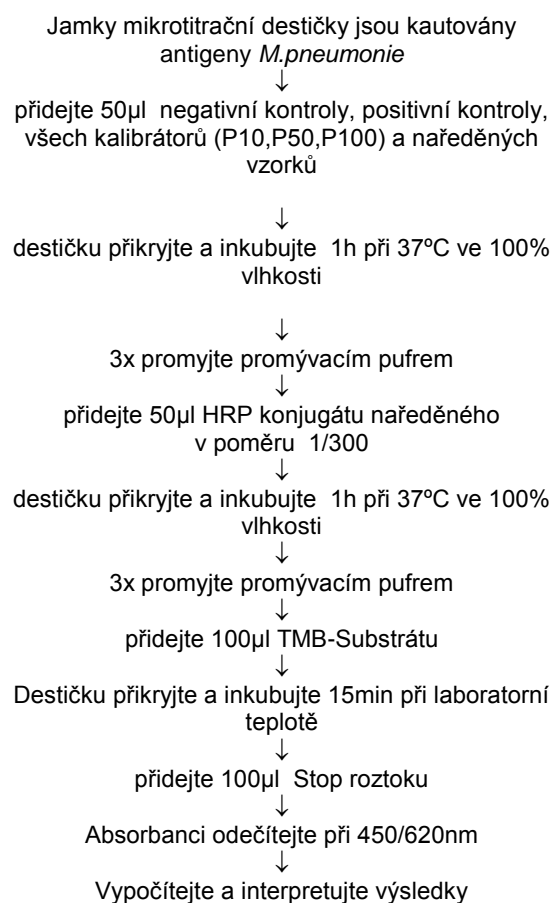 Jamky mikrotitrační destičky jsou kautovány
antigeny M.pneumonie
↓
přidejte 50µl  negativní kontroly, positivní kontroly,
všech kalibrátorů (P10,P50,P100) a naředěných
vzorků
↓
destičku přikryjte a inkubujte  1h při 37ºC ve 100%
vlhkosti
↓
3x promyjte promývacím pufrem
↓
přidejte 50µl HRP konjugátu naředěného
v poměru  1/300
↓
destičku přikryjte a inkubujte  1h při 37ºC ve 100%
vlhkosti
↓
3x promyjte promývacím pufrem
↓
přidejte 100µl TMB-Substrátu
↓
Destičku přikryjte a inkubujte 15min při laboratorní
teplotě
↓
přidejte 100µl  Stop roztoku
↓
Absorbanci odečítejte při 450/620nm
↓
Vypočítejte a interpretujte výsledky